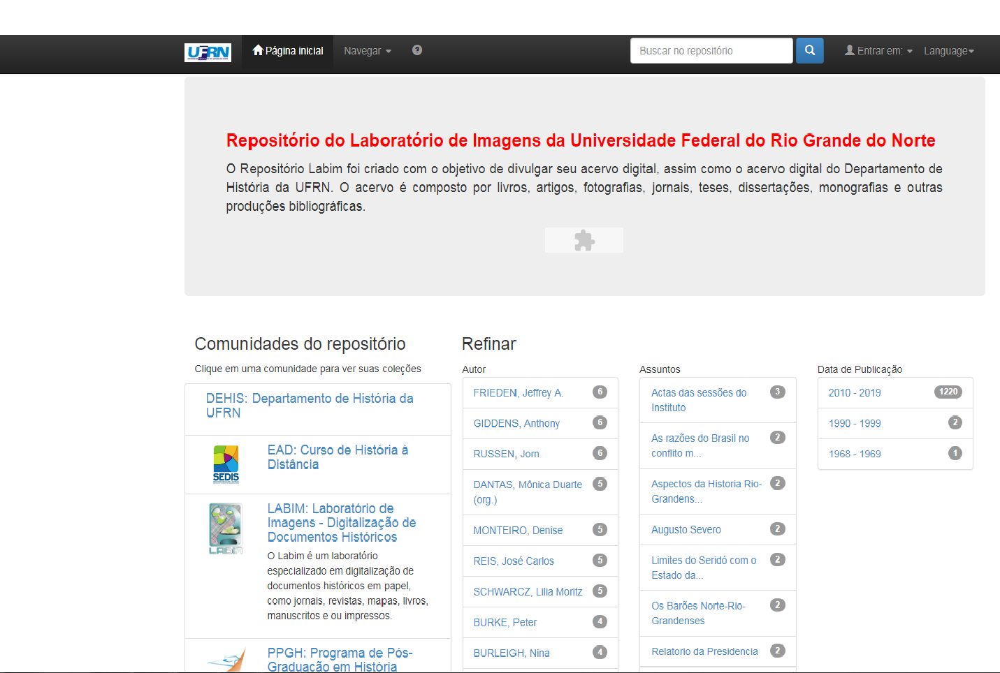 UFRN
Página inicial
Navegar
?
Buscar no repositório
Entrar em:
Language
Repositório do Laboratório de Imagens da Universidade Federal do Rio Grande do Norte
O Repositório Labim foi criado com o objetivo de divulgar seu acervo digital, assim como o acervo digital do Departamento de
História da UFRN. O acervo é composto por livros, artigos, fotografias, jornais, teses, dissertações, monografias e outras
produções bibliográficas.
Comunidades do repositório
Clique em uma comunidade para ver suas coleções
DEHIS: Departamento de História da
UFRN
SEDIS
EAD: Curso de História à
Distância
LABIM
LABIM: Laboratório de
Imagens - Digitalização de
Documentos Históricos
O Labim é um laboratório
especializado em digitalização de
documentos históricos em papel,
como jornais, revistas, mapas, livros,
manuscritos e ou impressos.
PPGH: Programa de Pós-
Graduação em História
Refinar
Autor
FRIEDEN, Jeffrey A. 6
GIDDENS, Anthony 6
RUSSEN, Jorn 6
DANTAS, Mônica Duarte 5
(org.)
MONTEIRO, Denise 5
REIS, José Carlos 5
SCHWARCZ, Lilia Moritz 5
BURKE, Peter 4
BURLEIGH, Nina 4
Assuntos
Actas das sessões do 3
Instituto
As razões do Brasil no 2
conflito m...
Aspectos da Historia Rio- 2
Grandens...
Augusto Severo 2
Limites do Seridó com o 2
Estado da...
Os Barões Norte-Rio- 2
Grandenses
Relatorio da Presidencia 2
Data de Publicação
2010 - 2019 1220
1990 - 1999 2
1968 - 1969 1